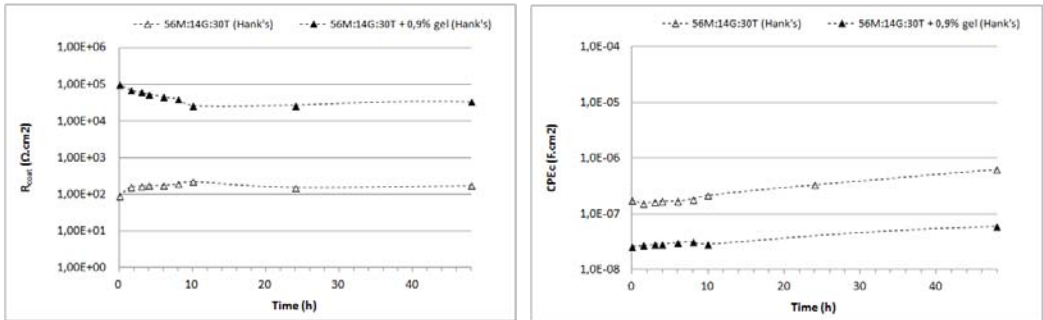 56M:14G:30T (Hank's) 56M:14G:30T + 0,9% gel (Hank's)
1,00E+06
1,00E+05
1,00E+04
1,00E+03
1,00E+02
1,00E+01
1,00E+00
Rcoat (Ω.cm2)
0 10 20 30 40
Time (h)
56M:14G:30T (Hank's) 56M:14G:30T + 0,9% gel (Hank's)
1,0E-04
1,0E-05
1,0E-06
1,0E-07
1,0E-08
CPEc (F.cm2)
0 10 20 30 40
Time (h)